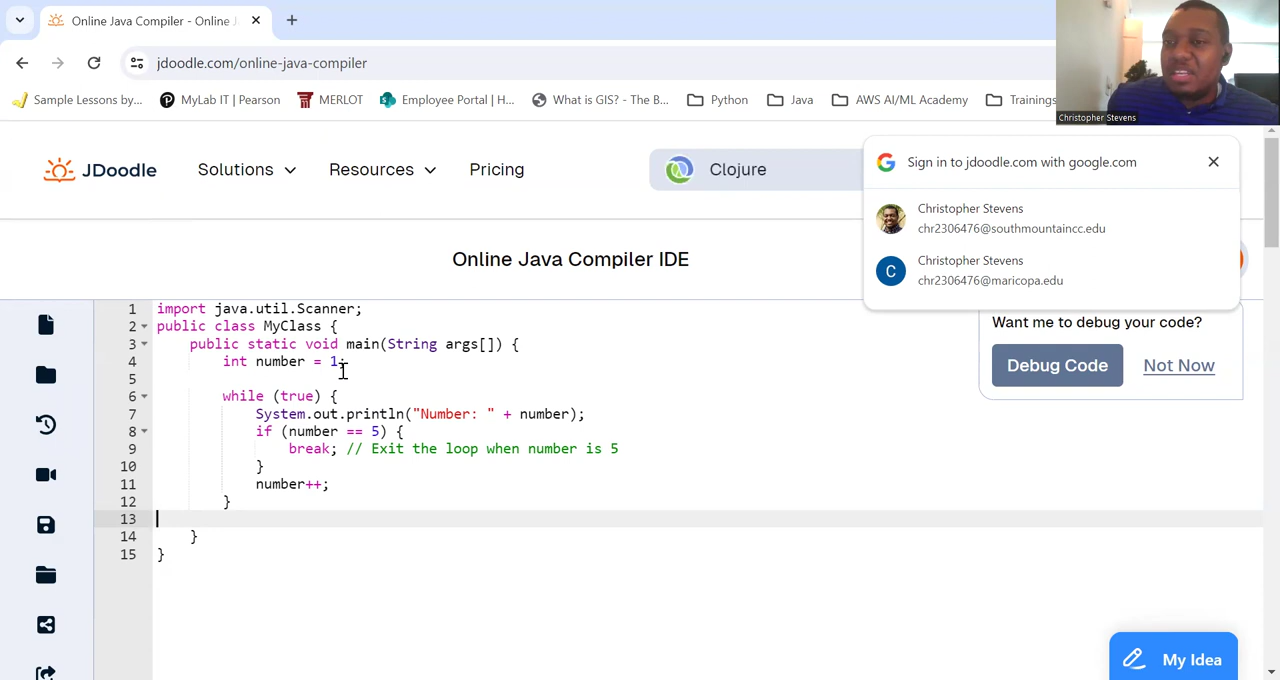 Online Java Compiler - Online J
jdoodle.com/online-java-compiler
Sample Lessons by...
MyLab IT | Pearson
MERLOT
Employee Portal | H...
What is GIS? - The B...
Python
Java
AWS AI/ML Academy
Trainings
Christopher Stevens
JDoodle
Solutions
Resources
Pricing
Clojure
Sign in to jdoodle.com with google.com
Christopher Stevens
chr2306476@southmountaincc.edu
C
Christopher Stevens
chr2306476@maricopa.edu
Online Java Compiler IDE
Want me to debug your code?
Debug Code
Not Now
1 import java.util.Scanner;
2 public class MyClass {
3 public static void main(String args[]) {
4 int number = 1;
5
6 while (true) {
7 System.out.println("Number: " + number);
8 if (number == 5) {
9 break; // Exit the loop when number is 5
10 }
11 number++;
12 }
13
14 }
15 }
My Idea